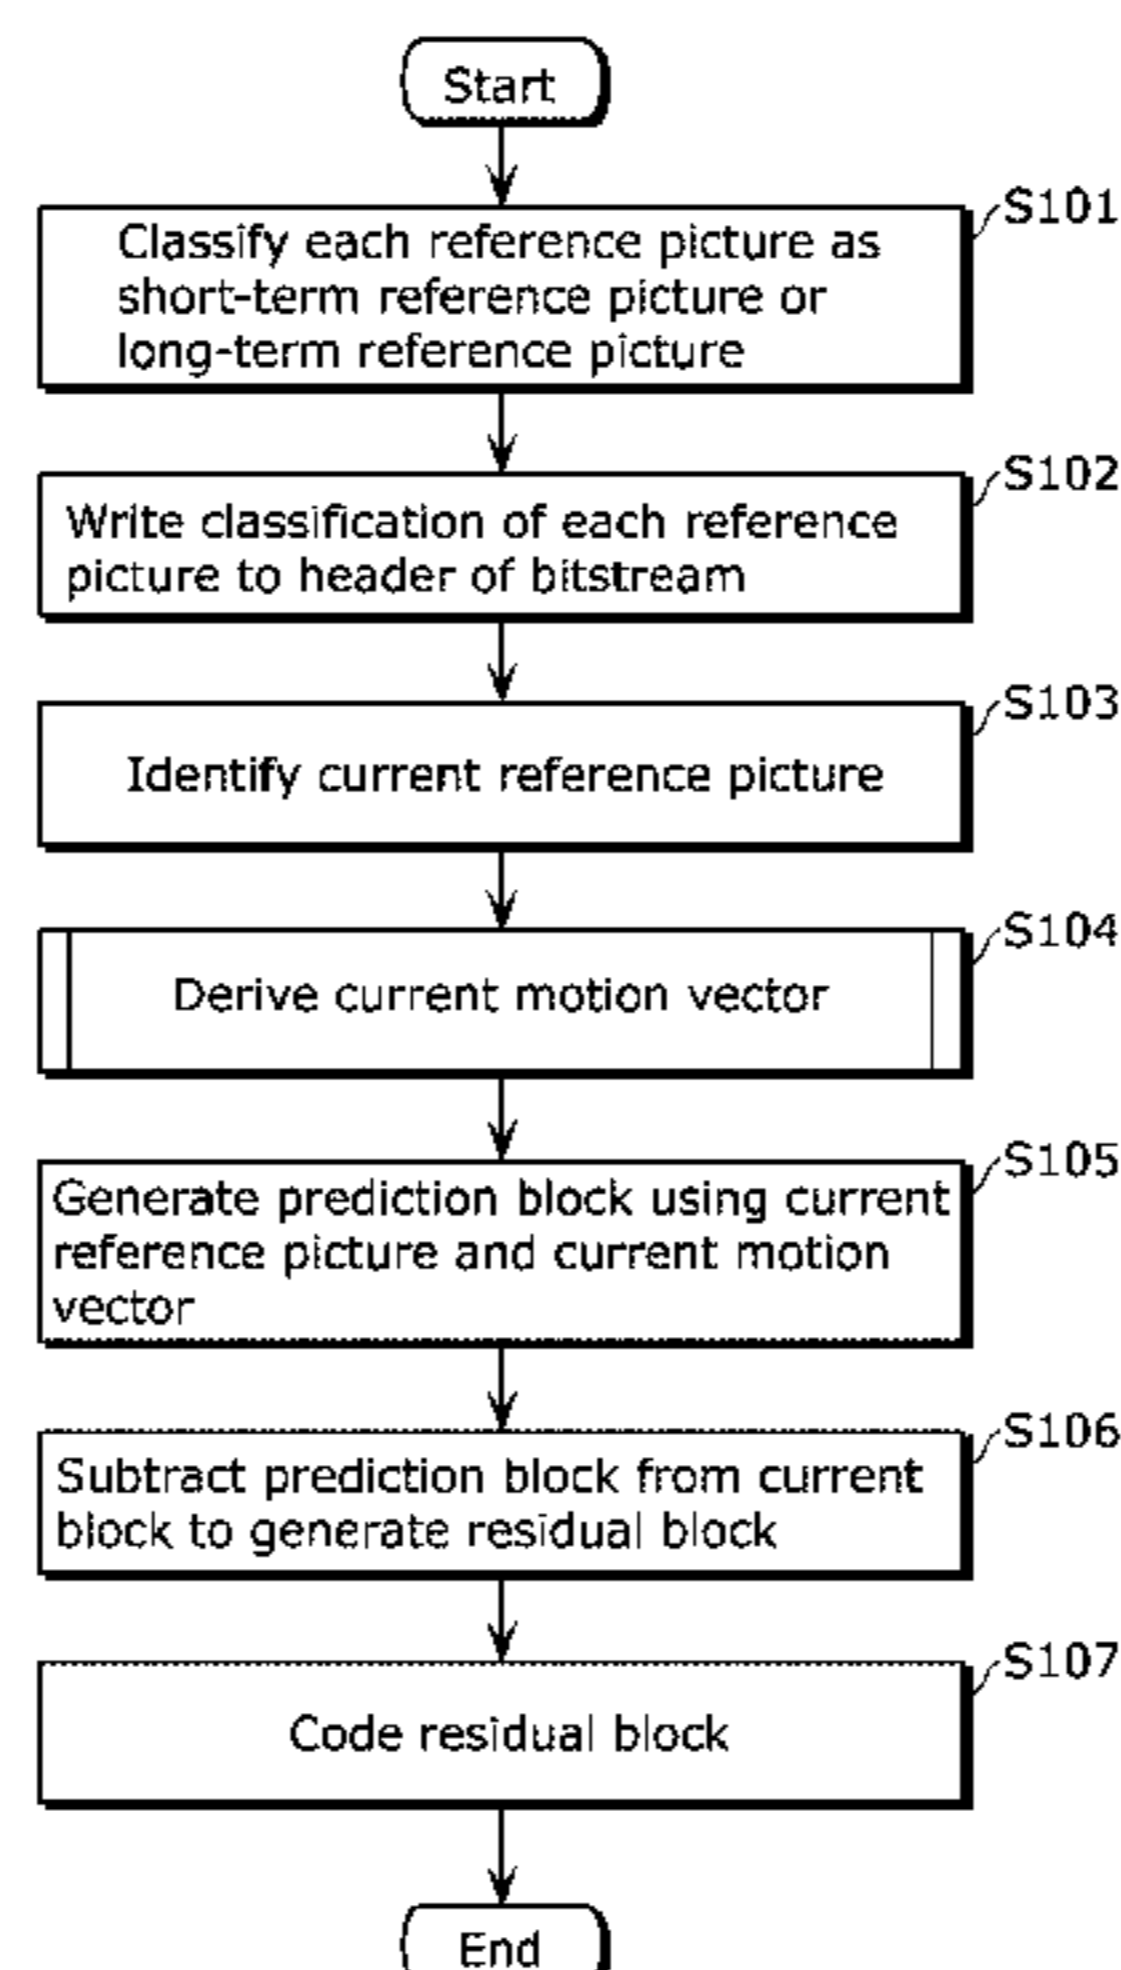 Start
S101
Classify each reference picture as
short-term reference picture or
long-term reference picture
S102
Write classification of each reference
picture to header of bitstream
S103
Identify current reference picture
S104
Derive current motion vector
S105
Generate prediction block using current
reference picture and current motion
vector
S106
Subtract prediction block from current
block to generate residual block
S107
Code residual block
End